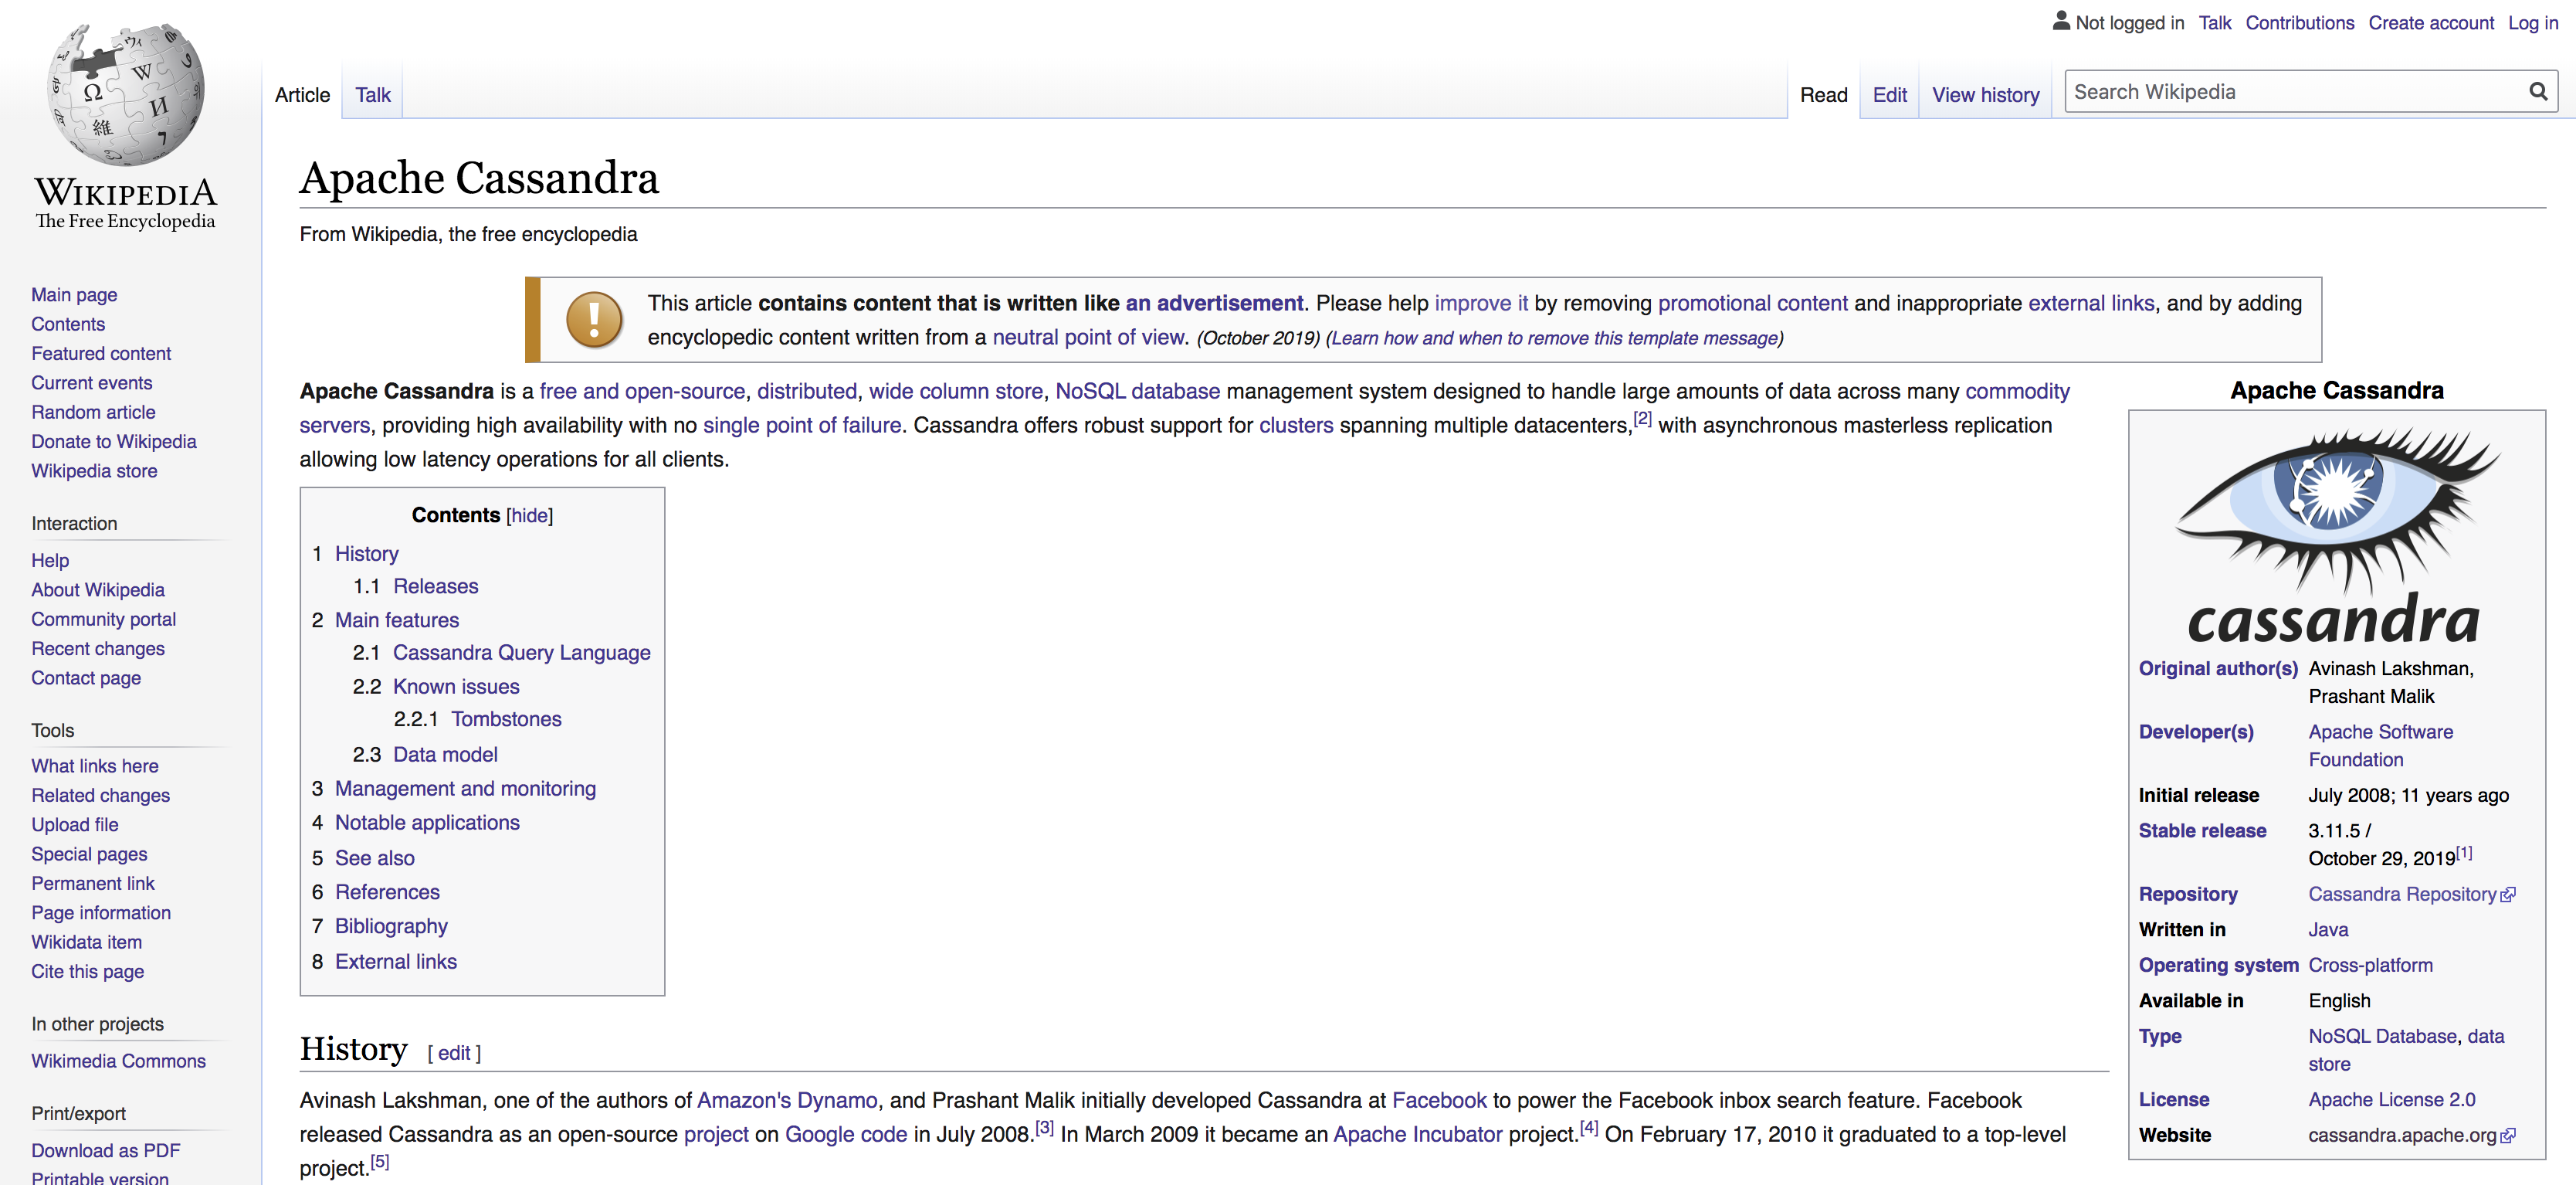 Not logged in Talk Contributions Create account Log in
Article Talk Read Edit View history Search Wikipedia
WIKIPEDIA
The Free Encyclopedia
Main page
Contents
Featured content
Current events
Random article
Donate to Wikipedia
Wikipedia store
Interaction
Help
About Wikipedia
Community portal
Recent changes
Contact page
Tools
What links here
Related changes
Upload file
Special pages
Permanent link
Page information
Wikidata item
Cite this page
In other projects
Wikimedia Commons
Print/export
Download as PDF
Printable version
Apache Cassandra
From Wikipedia, the free encyclopedia
This article contains content that is written like an advertisement. Please help improve it by removing promotional content and inappropriate external links, and by adding
encyclopedic content written from a neutral point of view. (October 2019) (Learn how and when to remove this template message)
Apache Cassandra is a free and open-source, distributed, wide column store, NoSQL database management system designed to handle large amounts of data across many commodity
servers, providing high availability with no single point of failure. Cassandra offers robust support for clusters spanning multiple datacenters,[2] with asynchronous masterless replication
allowing low latency operations for all clients.
Contents [hide]
1 History
1.1 Releases
2 Main features
2.1 Cassandra Query Language
2.2 Known issues
2.2.1 Tombstones
2.3 Data model
3 Management and monitoring
4 Notable applications
5 See also
6 References
7 Bibliography
8 External links
History [ edit ]
Avinash Lakshman, one of the authors of Amazon's Dynamo, and Prashant Malik initially developed Cassandra at Facebook to power the Facebook inbox search feature. Facebook
released Cassandra as an open-source project on Google code in July 2008.[3] In March 2009 it became an Apache Incubator project.[4] On February 17, 2010 it graduated to a top-level
project.[5]
Apache Cassandra
cassandra
Original author(s) Avinash Lakshman,
Prashant Malik
Developer(s) Apache Software
Foundation
Initial release July 2008; 11 years ago
Stable release 3.11.5 /
October 29, 2019[1]
Repository Cassandra Repository
Written in Java
Operating system Cross-platform
Available in English
Type NoSQL Database, data
store
License Apache License 2.0
Website cassandra.apache.org